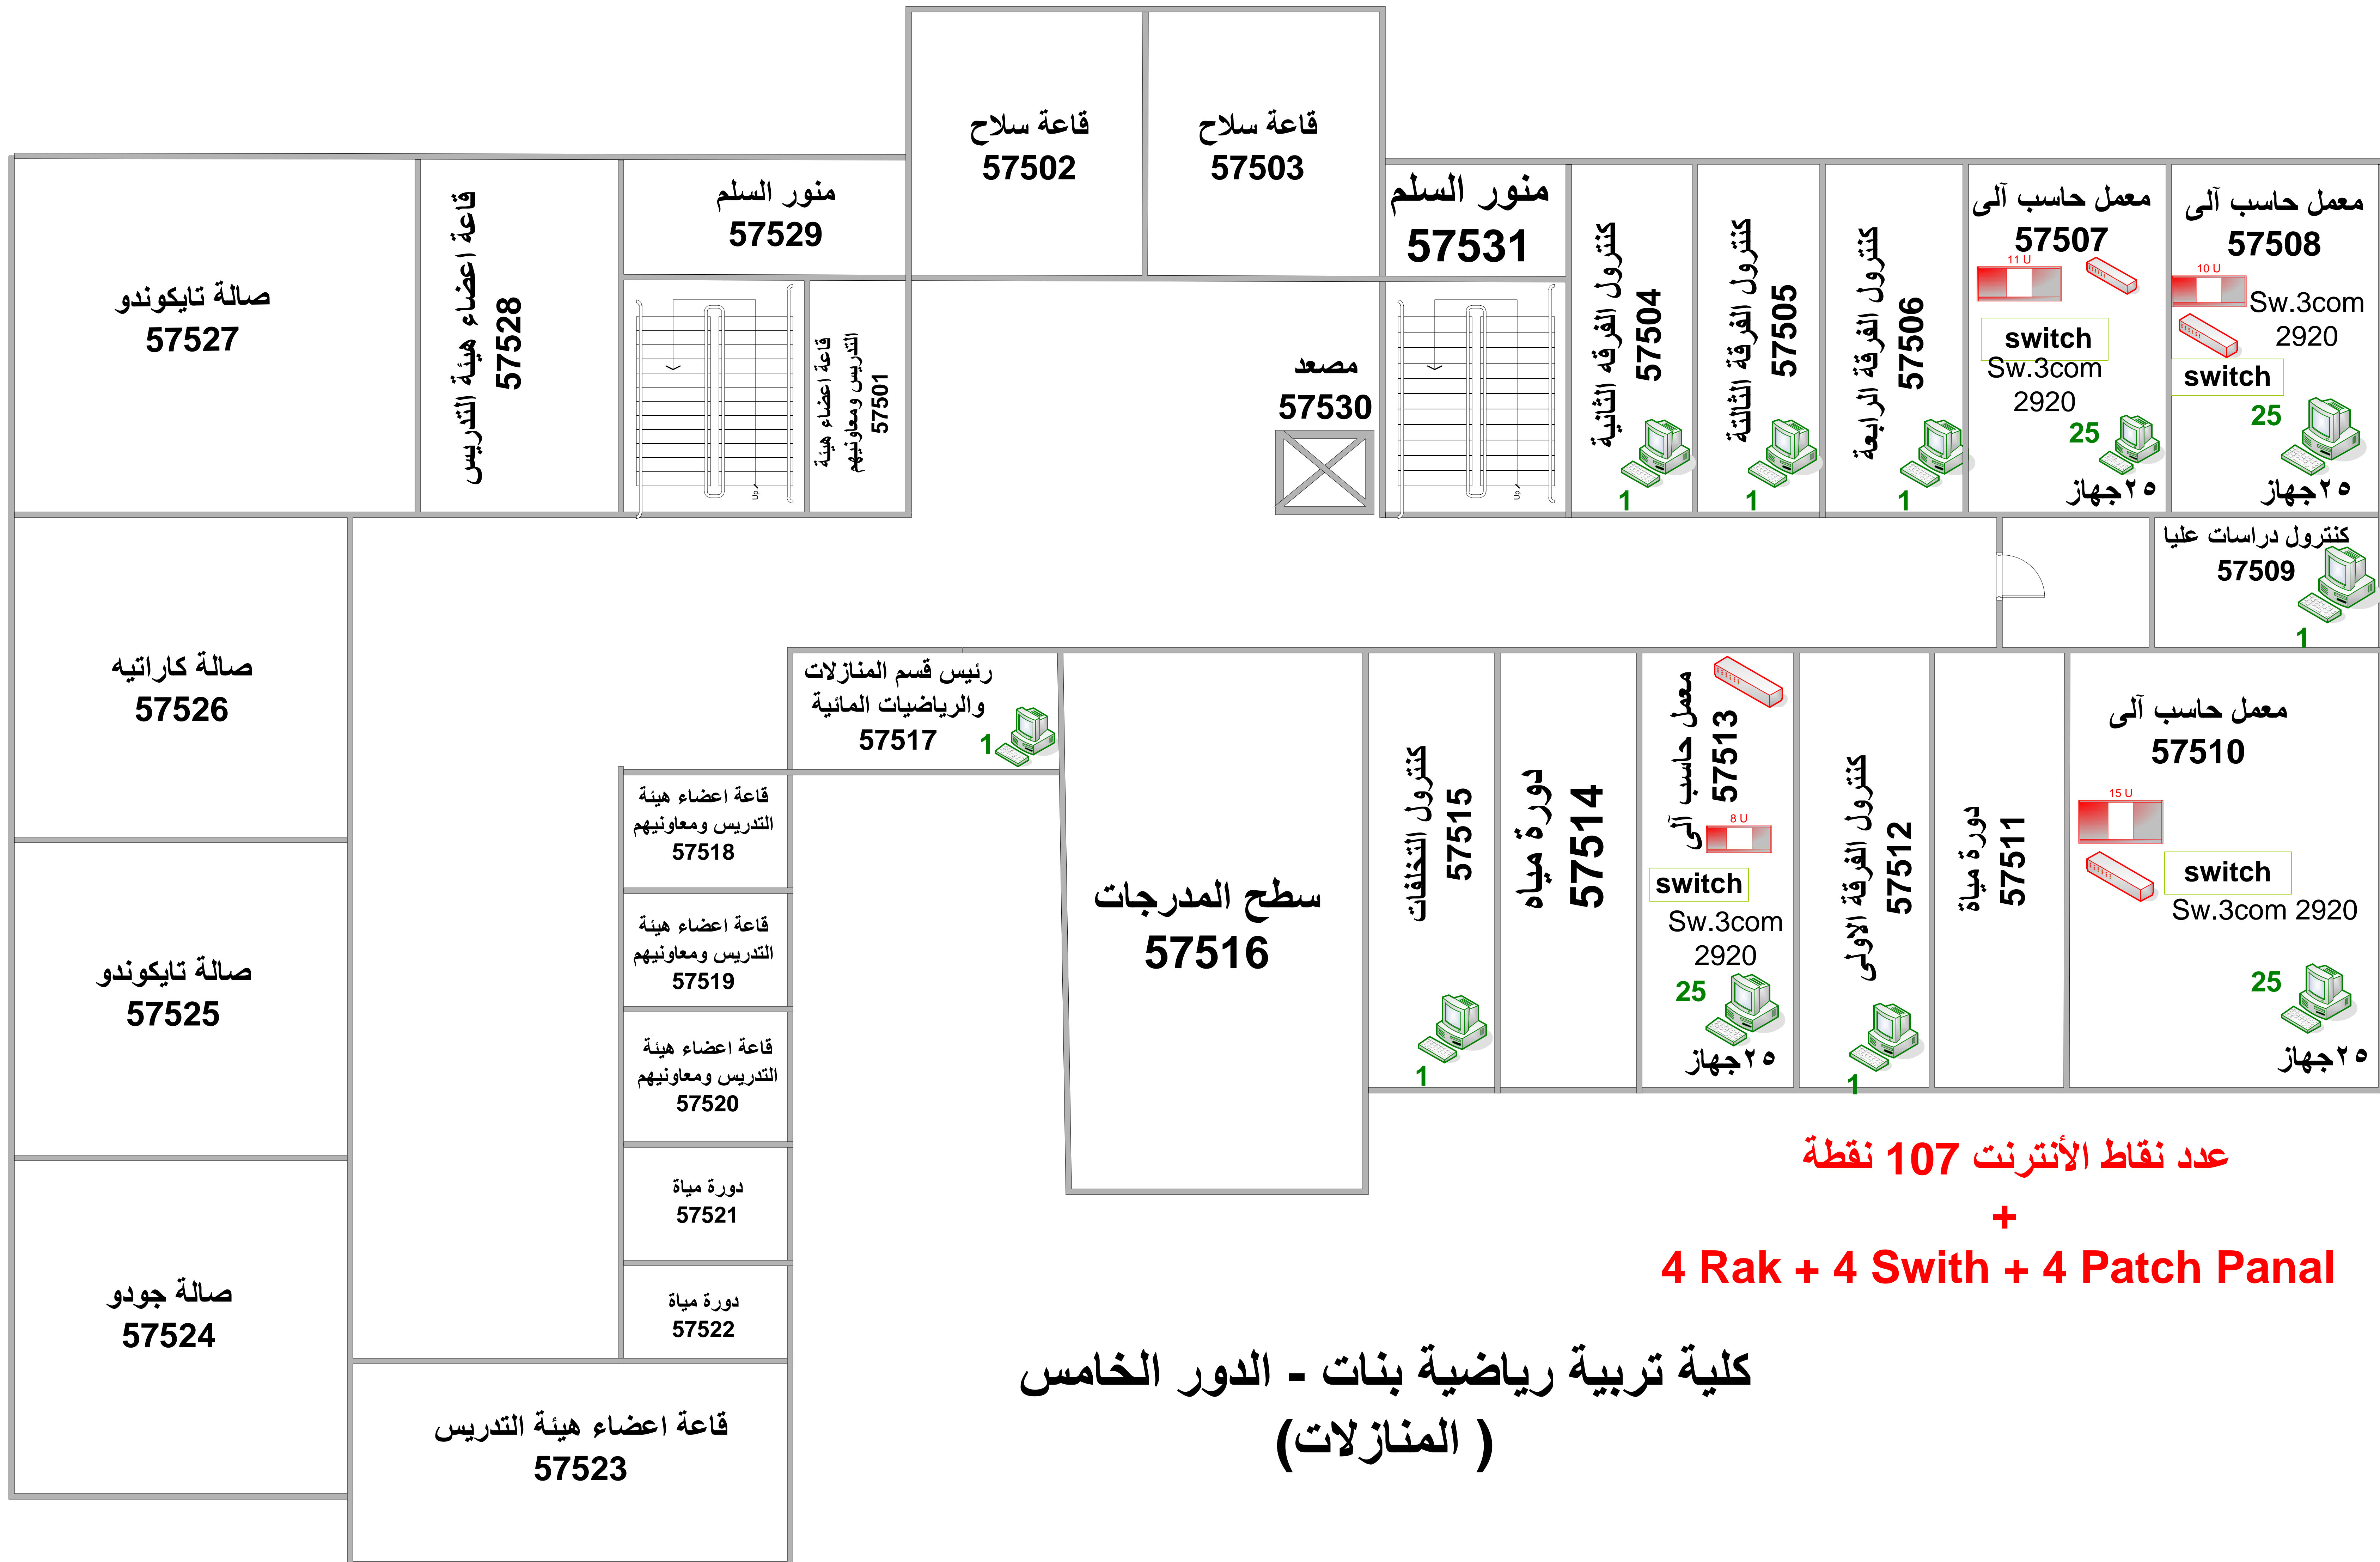 قاعة سلاح
57502
قاعة سلاح
57503
صالة تايكوندو
57527
قاعة اعضاء هيئة التدريس
57528
منور السلم
57529
قاعة اعضاء هيئة
التدريس ومعاونيهم
57501
Up
مصعد
57530
منور السلم
57531
Up
كنترول الفرقه الثانية
57504
1
كنترول الفرقة الثالثة
57505
1
كنترول الفرقة الرابعة
57506
1
معمل حاسب آلى
57507
11 U
switch
Sw.3com
2920
25
٢٥جهاز
معمل حاسب آلى
57508
10 U
Sw.3com
2920
switch
25
٢٥جهاز
كنترول دراسات عليا
57509
1
صالة كاراتيه
57526
رئيس قسم المنازلات
والرياضيات المائية
57517
1
سطح المدرجات
57516
كنترول التخلفات
57515
1
دورة مياه
57514
معمل حاسب آلى
57513
8 U
switch
Sw.3com
2920
25
٢٥جهاز
كنترول الفرقة الاولى
57512
1
دورة مياة
57511
معمل حاسب آلى
57510
15 U
switch
Sw.3com 2920
25
٢٥جهاز
قاعة اعضاء هيئة
التدريس ومعاونيهم
57518
قاعة اعضاء هيئة
التدريس ومعاونيهم
57519
قاعة اعضاء هيئة
التدريس ومعاونيهم
57520
دورة مياة
57521
دورة مياة
57522
صالة تايكوندو
57525
صالة جودو
57524
قاعة اعضاء هيئة التدريس
57523
عدد نقاط الأنترنت 107 نقطة
+
4 Rak + 4 Swith + 4 Patch Panal
كلية تربية رياضية بنات - الدور الخامس
( المنازلات)